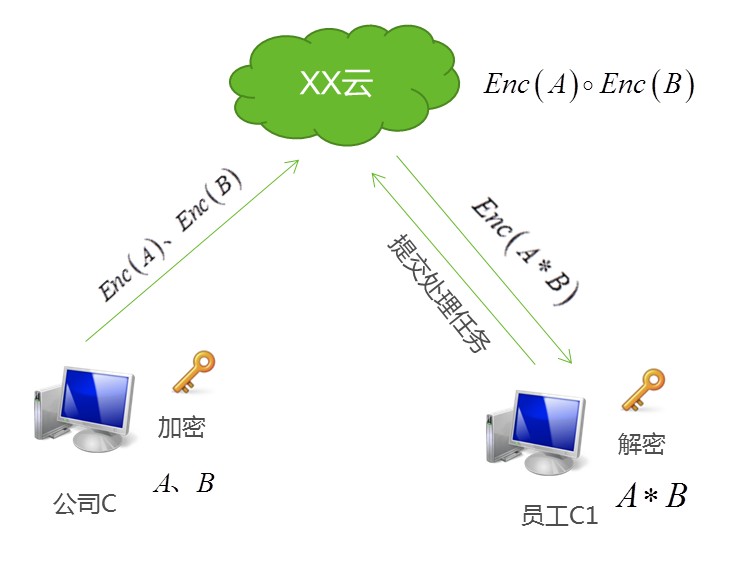 XX云
Enc(A)∘Enc(B)
Enc(A)、Enc(B)
Enc(A*B)
提交处理任务
加密
A、B
公司C
解密
A*B
员工C1